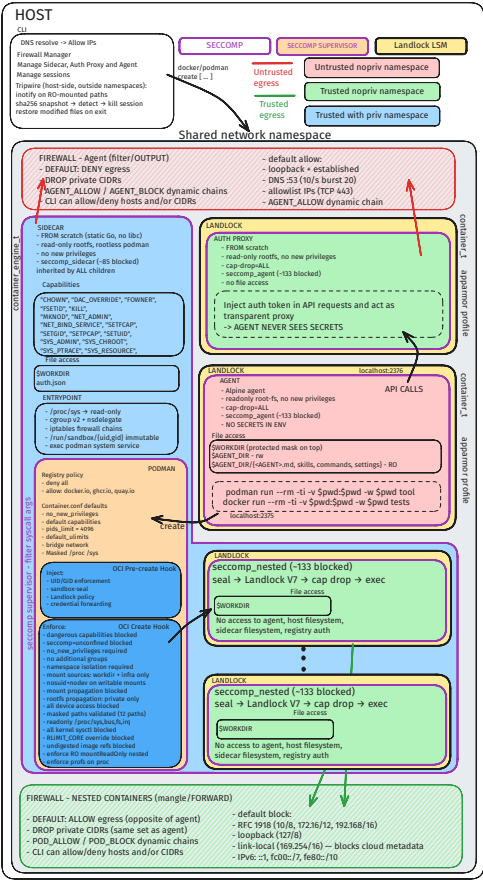 HOST
CLI
DNS resolve -> Allow IPs
Firewall Manager
Manage Sidecar, Auth Proxy and Agent
Manage sessions
Tripwire (host-side, outside namespaces):
inotify on RO-mounted paths
sha256 snapshot → detect → kill session
restore modified files on exit
SECCOMP
SECCOMP SUPERVISOR
Landlock LSM
docker/podman
create [ ... ]
Untrusted
egress
Trusted
egress
Untrusted nopriv namespace
Trusted nopriv namespace
Trusted with priv namespace
Shared network namespace
FIREWALL - Agent (filter/OUTPUT)
- DEFAULT: DENY egress
- DROP private CIDRs
- AGENT_ALLOW / AGENT_BLOCK dynamic chains
- CLI can allow/deny hosts and/or CIDRs
- default allow:
- loopback + established
- DNS :53 (10/s burst 20)
- allowlist IPs (TCP 443)
- AGENT_ALLOW dynamic chain
container_engine_t
SIDECAR
- FROM scratch (static Go, no libc)
- read-only rootfs, rootless podman
- no new privileges
- seccomp_sidecar (~85 blocked)
inherited by ALL children
Capabilities
"CHOWN", "DAC_OVERRIDE", "FOWNER",
"FSETID", "KILL",
"MKNOD", "NET_ADMIN",
"NET_BIND_SERVICE", "SETFCAP",
"SETGID", "SETPCAP", "SETUID",
"SYS_ADMIN", "SYS_CHROOT",
"SYS_PTRACE", "SYS_RESOURCE",
File access
$WORKDIR
auth.json
ENTRYPOINT
- /proc/sys → read-only
- cgroup v2 + nsdelegate
- iptables firewall chains
- /run/sandbox/{uid,gid} immutable
- exec podman system service
LANDLOCK
AUTH PROXY
- FROM scratch
- read-only rootfs, rootless podman
- no new privileges
- cap-drop=ALL
- seccomp_agent (~133 blocked)
- no file access
Inject auth token in API requests and act as
transparent proxy
-> AGENT NEVER SEES SECRETS
container_t
apparmor profile
LANDLOCK
localhost:2376
AGENT
- Alpine agent
- readonly root-fs, no new privileges
- cap-drop=ALL
- seccomp_agent (~133 blocked)
- NO SECRETS IN ENV
API CALLS
File access
$WORKDIR (protected mask on top)
$AGENT_DIR - rw
$AGENT_DIR/{<AGENT>.md, skills, commands, settings} - RO
podman run --rm -ti -v $pwd:$pwd -w $pwd tool
docker run --rm -ti -v $pwd:$pwd -w $pwd tests
localhost:2375
container_t
apparmor profile
create
seccomp supervisor - filter syscall args
PODMAN
Registry policy
- deny all
- allow: docker.io, ghcr.io, quay.io
Container.conf defaults
- no_new_privileges
- default capabilities
- pids_limit = 4096
- default_ulimits
- bridge network
- Masked /proc /sys
OCI Pre-create Hook
Inject:
- UID/GID enforcement
- sandbox-seal
- Landlock policy
- credential forwarding
Enforce:
OCI Create Hook
- dangerous capabilities blocked
- seccomp=unconfined blocked
- no_new_privileges required
- no additional groups
- namespace isolation required
- mount sources: workdir + infra only
- nosuid+nodev on writable mounts
- mount propagation blocked
- rootfs propagation: private only
- all device access blocked
- masked paths validated (12 paths)
- readonly /proc/sys,bus,fs,irq
- all kernel sysctl blocked
- RLIMIT_CORE override blocked
- undigested image refs blocked
- enforce RO mountReadOnly nested
- enforce profs on proc
LANDLOCK
seccomp_nested (~133 blocked)
seal → Landlock V7 → cap drop → exec
File access
$WORKDIR
No access to agent, host filesystem,
sidecar filesystem, registry auth
LANDLOCK
seccomp_nested (~133 blocked)
seal → Landlock V7 → cap drop → exec
File access
$WORKDIR
No access to agent, host filesystem,
sidecar filesystem, registry auth
FIREWALL - NESTED CONTAINERS (mangle/FORWARD)
- DEFAULT: ALLOW egress (opposite of agent)
- DROP private CIDRs (same set as agent)
- POD_ALLOW / POD_BLOCK dynamic chains
- CLI can allow/deny hosts and/or CIDRs
- default block:
- RFC 1918 (10/8, 172.16/12, 192.168/16)
- loopback (127/8)
- link-local (169.254/16) — blocks cloud metadata
- IPv6: ::1, fc00::/7, fe80::/10